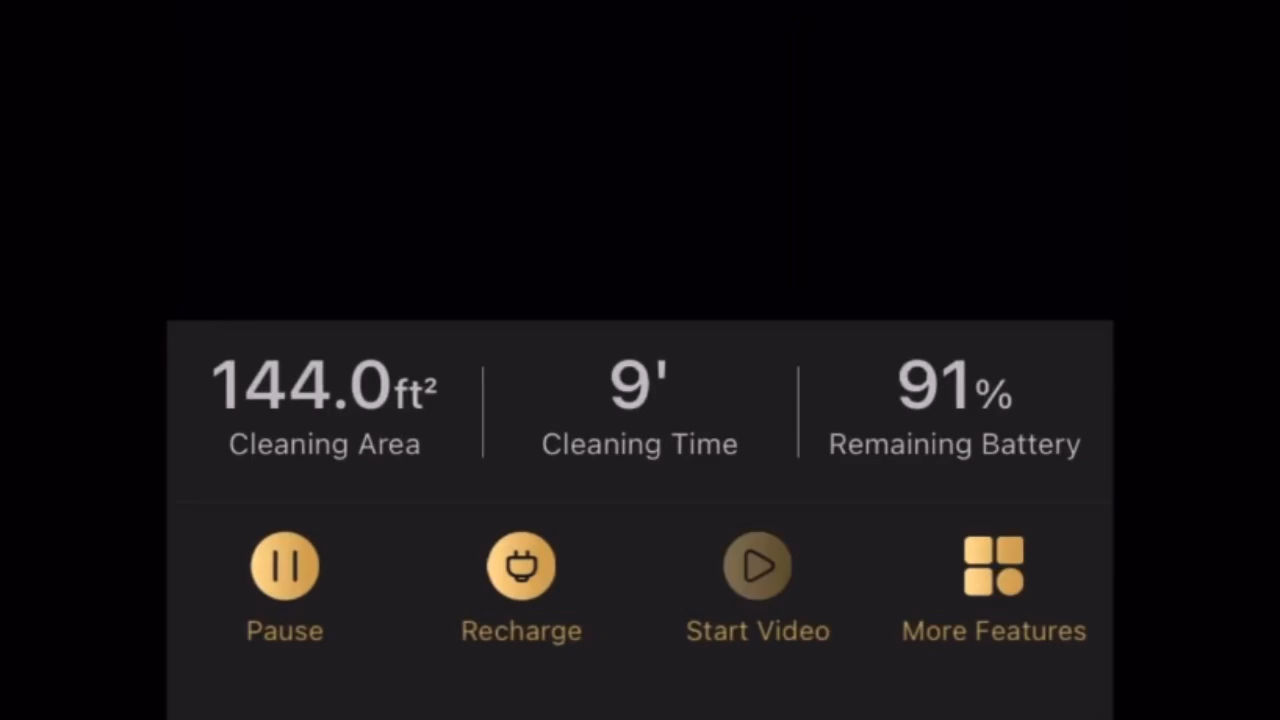 144.0ft² 9' 91%
Cleaning Area Cleaning Time Remaining Battery
Pause Recharge Start Video More Features